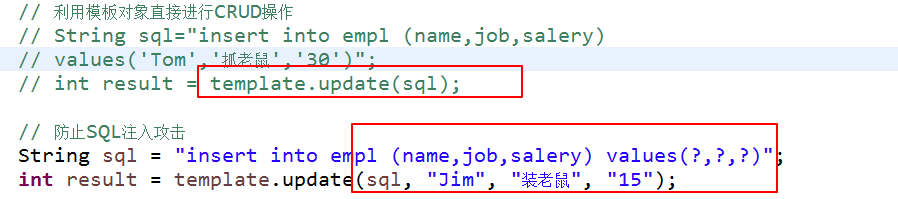 // 利用模板对象直接进行CRUD操作
// String sql="insert into empl (name,job,salery)
// values('Tom','抓老鼠','30')";
// int result = template.update(sql);
// 防止SQL注入攻击
String sql = "insert into empl (name,job,salery) values(?,?,?)";
int result = template.update(sql, "Jim", "装老鼠", "15");